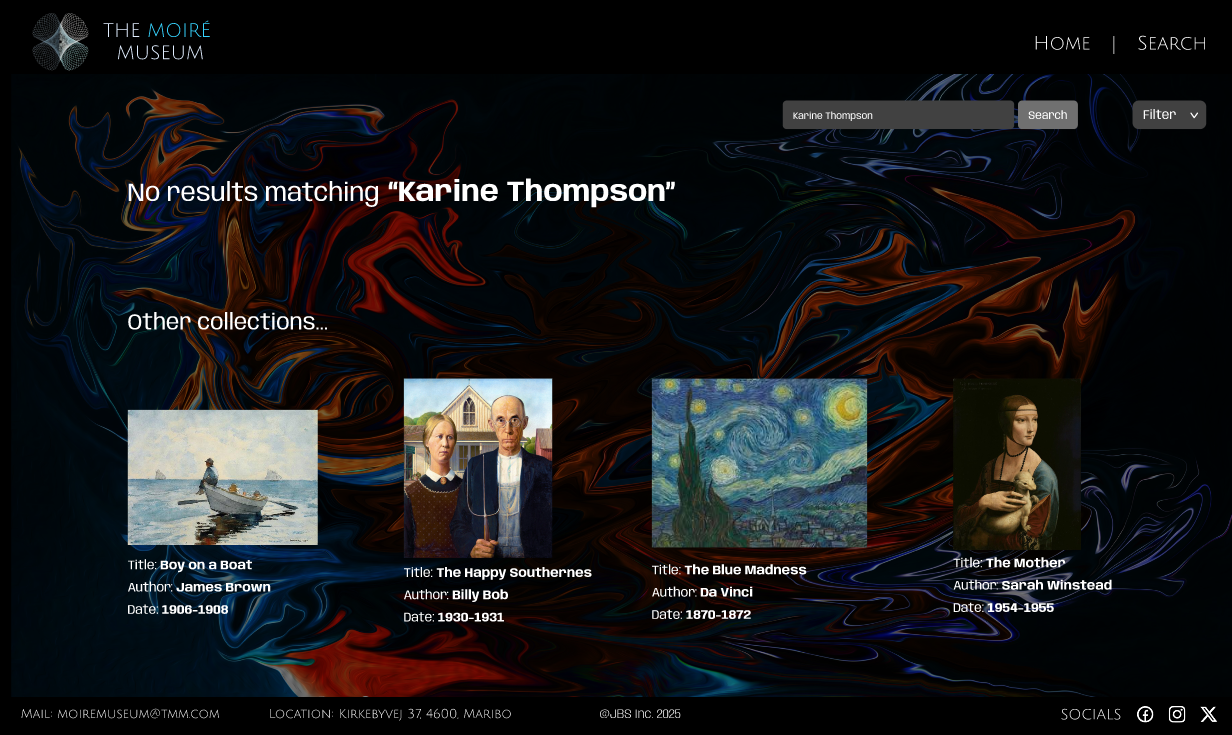 THE MOIRÉ
MUSEUM
Home | Search
Karine Thompson
Search
Filter
No results matching “Karine Thompson”
Other collections...
Title: Boy on a Boat
Author: James Brown
Date: 1906-1908
Title: The Happy Southernes
Author: Billy Bob
Date: 1930-1931
Title: The Blue Madness
Author: Da Vinci
Date: 1870-1872
Title: The Mother
Author: Sarah Winstead
Date: 1954-1955
Mail: moiremuseum@tmm.com
Location: Kirkebyvej 37, 4600, Maribo
@JBS Inc. 2025
Socials